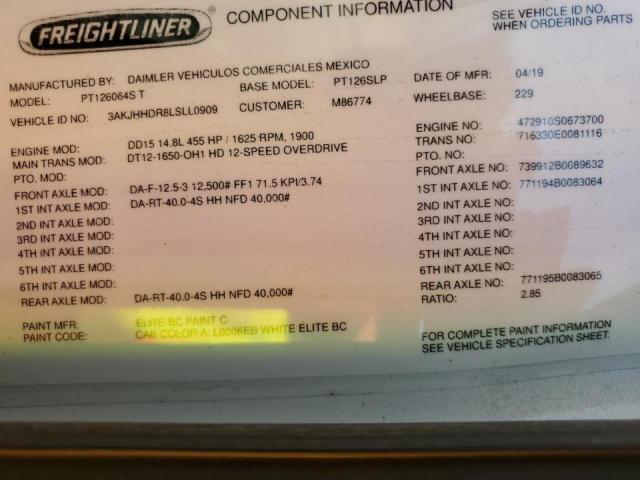 FREIGHTLINER ®
COMPONENT INFORMATION
SEE VEHICLE ID NO.
WHEN ORDERING PARTS
MANUFACTURED BY: DAIMLER VEHICULOS COMERCIALES MEXICO
MODEL: PT126064S T BASE MODEL: PT126SLP DATE OF MFR: 04/19
VEHICLE ID NO: 3AKJHHDR8LSLL0909 CUSTOMER: M86774 WHEELBASE: 229
ENGINE MOD: DD15 14.8L 455 HP / 1625 RPM, 1900 ENGINE NO: 472910S0673700
MAIN TRANS MOD: DT12-1650-OH1 HD 12-SPEED OVERDRIVE TRANS NO: 716330E0081116
PTO. MOD: PTO. NO:
FRONT AXLE MOD: DA-F-12.5-3 12,500# FF1 71.5 KPI/3.74 FRONT AXLE NO: 739912B0089632
1ST INT AXLE MOD: DA-RT-40.0-4S HH NFD 40,000# 1ST INT AXLE NO: 771194B0083064
2ND INT AXLE MOD: 2ND INT AXLE NO:
3RD INT AXLE MOD: 3RD INT AXLE NO:
4TH INT AXLE MOD: 4TH INT AXLE NO:
5TH INT AXLE MOD: 5TH INT AXLE NO:
6TH INT AXLE MOD: 6TH INT AXLE NO:
REAR AXLE MOD: DA-RT-40.0-4S HH NFD 40,000# REAR AXLE NO: 771195B0083065
RATIO: 2.85
PAINT MFR: ELITE BC PAINT C
PAINT CODE: CAB COLOR A: L0006EB WHITE ELITE BC
FOR COMPLETE PAINT INFORMATION
SEE VEHICLE SPECIFICATION SHEET.